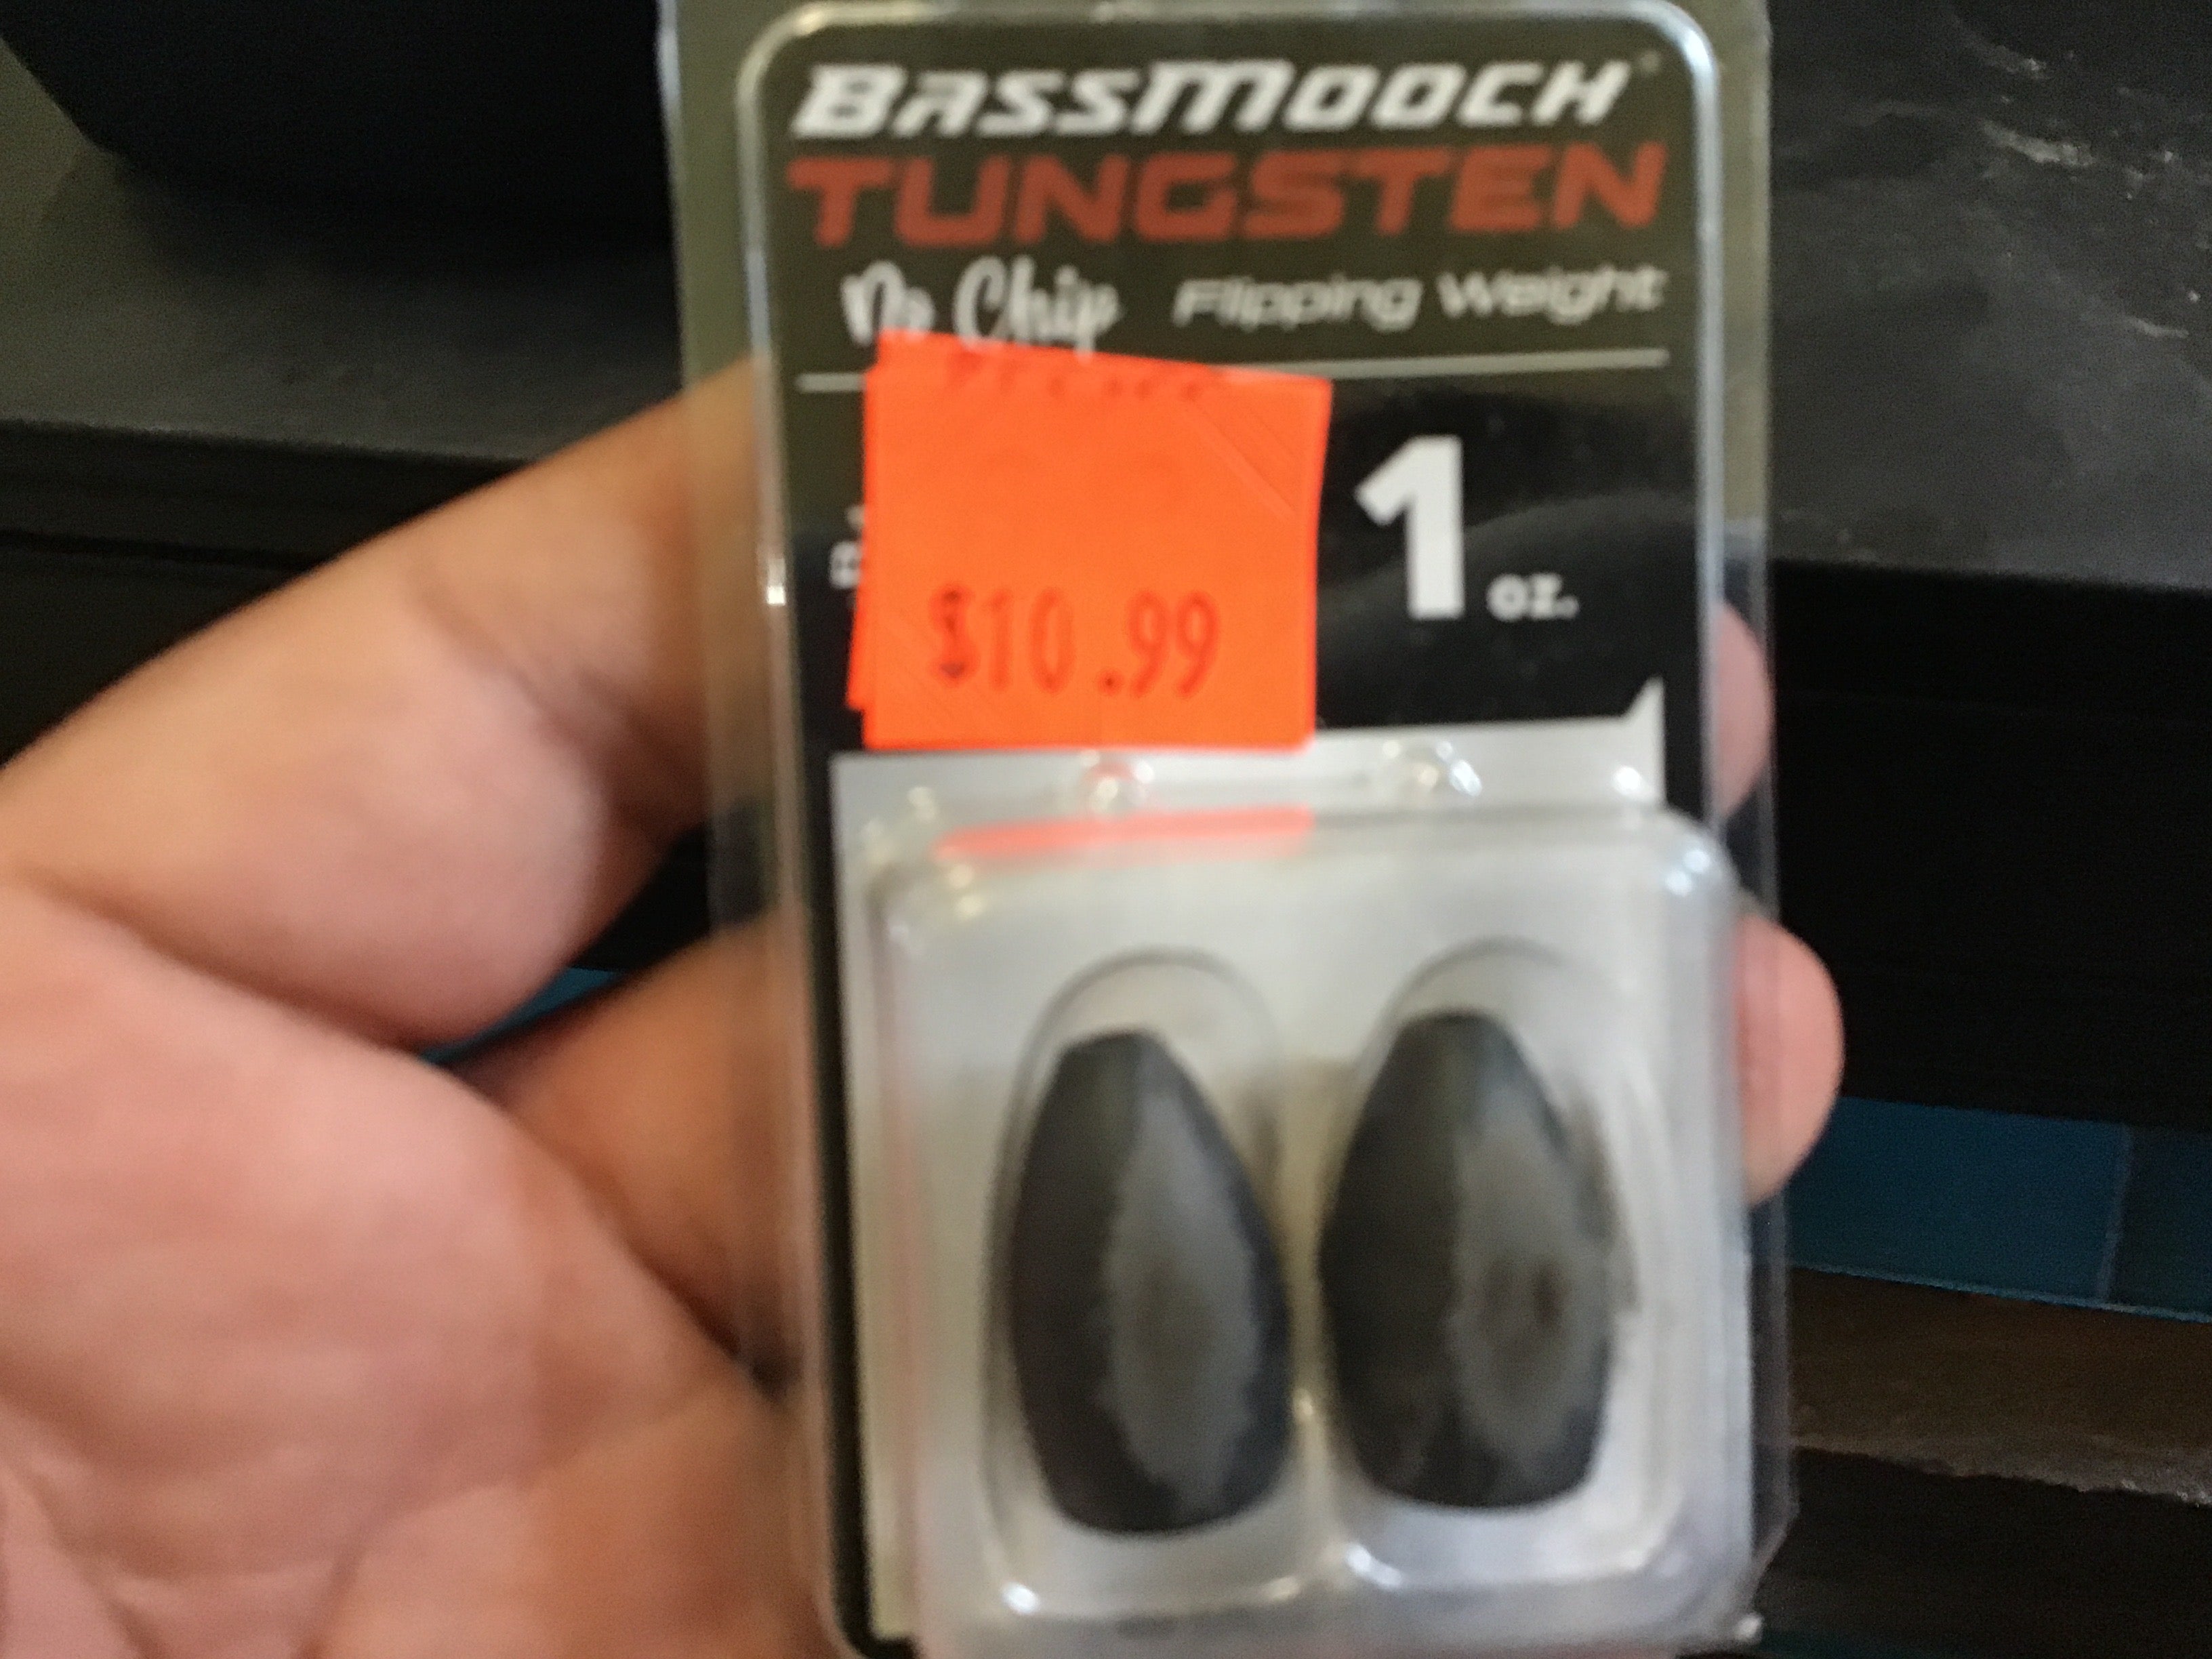 BASSMOOCH
TUNGSTEN
No Chip Flipping Weight
1 oz.
$10.99